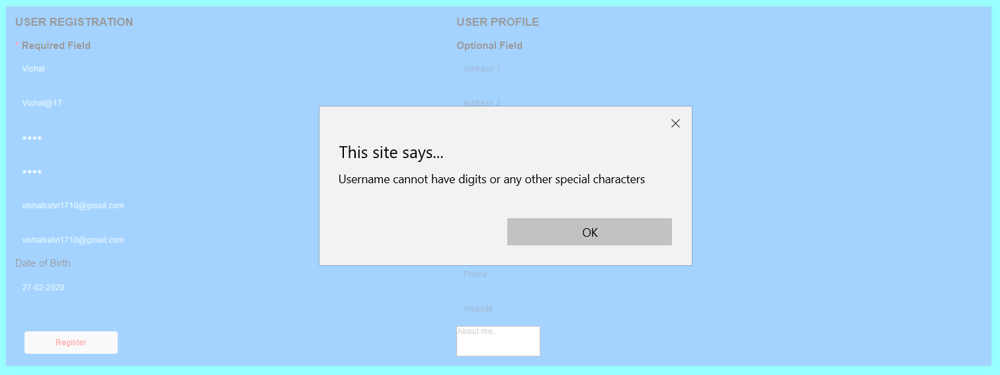 USER REGISTRATION
* Required Field
Vishal
Vishal@17
••••
••••
vishalsalvi1710@gmail.com
vishalsalvi1710@gmail.com
Date of Birth
27-02-2020
Register
USER PROFILE
Optional Field
Address 1
Address 2
Phone
Website
About me...
This site says...
Username cannot have digits or any other special characters
OK